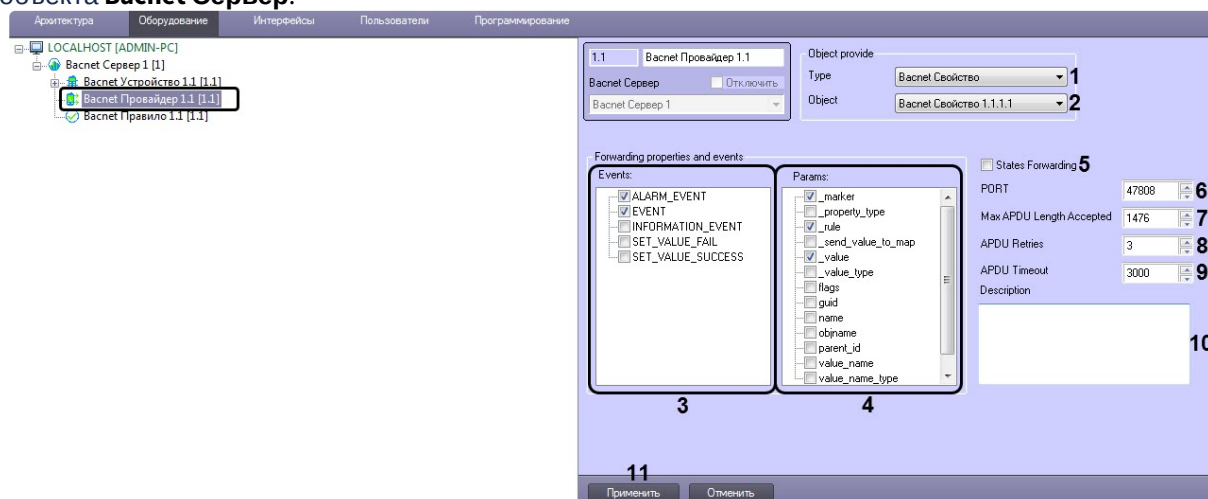 объекта Bacnet Сервер.
Архитектура Оборудование Интерфейсы Пользователи Программирование
LOCALHOST [ADMIN-PC]
Bacnet Сервер 1 [1]
Bacnet Устройство 1.1 [1.1]
Bacnet Провайдер 1.1 [1.1]
Bacnet Правило 1.1 [1.1]
1.1 Bacnet Провайдер 1.1
Bacnet Сервер Отключить
Bacnet Сервер 1
Object provide
Type Bacnet Свойство 1
Object Bacnet Свойство 1.1.1.1 2
Forwarding properties and events
Events:
ALARM_EVENT
EVENT
INFORMATION_EVENT
SET_VALUE_FAIL
SET_VALUE_SUCCESS
3
Params:
_marker
_property_type
_rule
_send_value_to_map
_value
_value_type
flags
guid
name
objname
parent_id
value_name
value_name_type
4
States Forwarding 5
PORT 47808 6
Max APDU Length Accepted 1476 7
APDU Retries 3 8
APDU Timeout 3000 9
Description
10
11
Применить Отменить